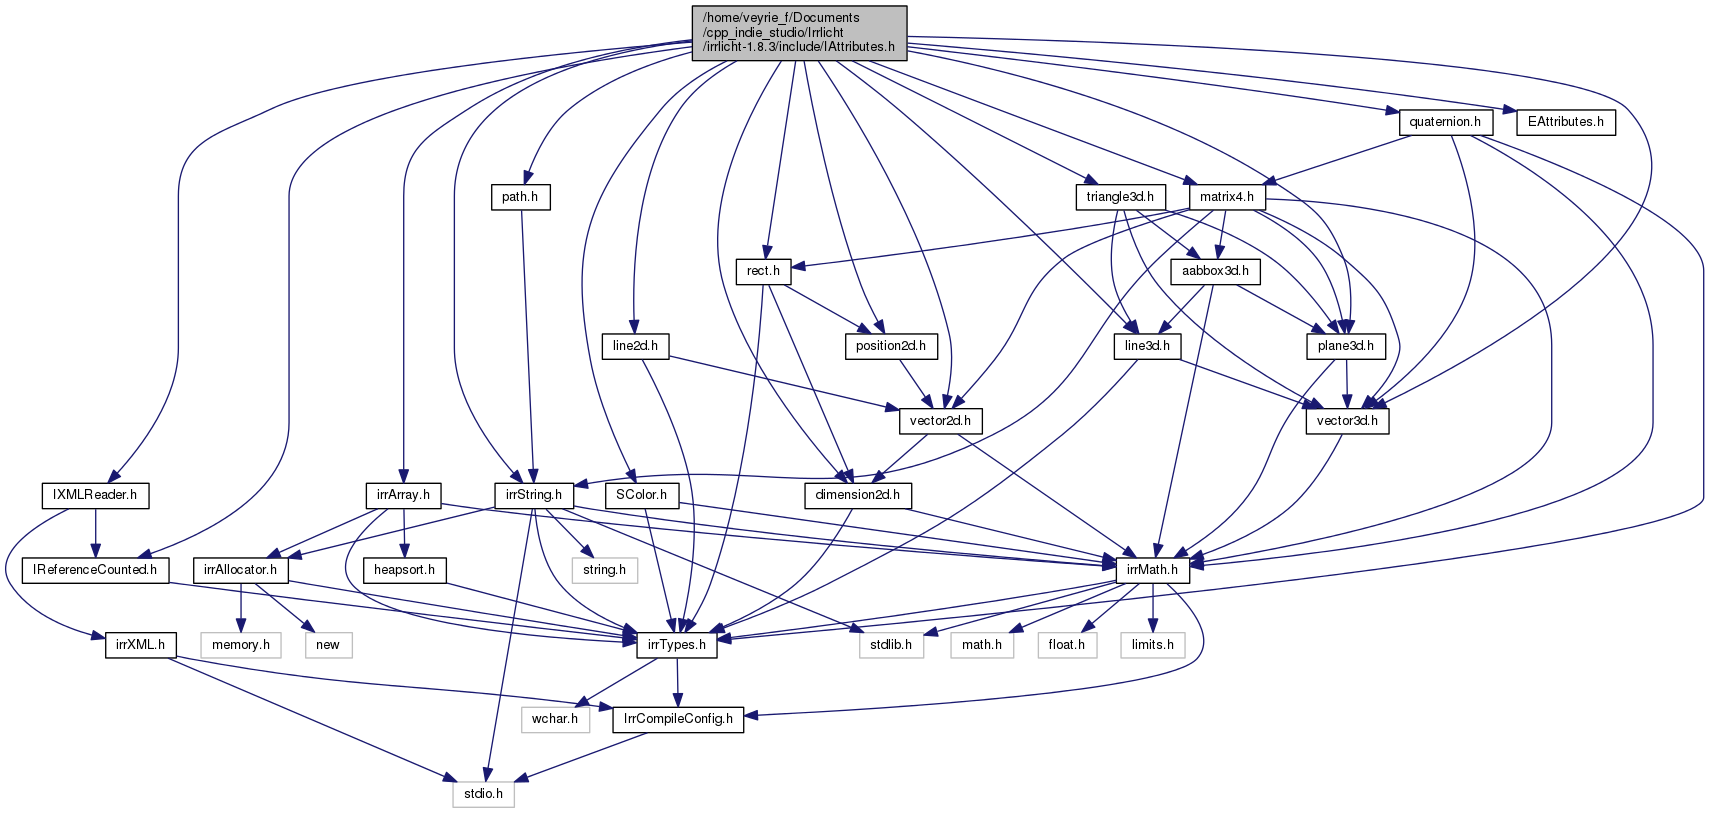 /home/veyrie_f/Documents
/cpp_indie_studio/Irrlicht
/irrlicht-1.8.3/include/IAttributes.h
quaternion.h
EAttributes.h
path.h
triangle3d.h
matrix4.h
rect.h
aabbox3d.h
line2d.h
position2d.h
line3d.h
plane3d.h
vector2d.h
vector3d.h
IXMLReader.h
irrArray.h
irrString.h
SColor.h
dimension2d.h
IReferenceCounted.h
irrAllocator.h
heapsort.h
string.h
irrMath.h
irrXML.h
memory.h
new
irrTypes.h
stdlib.h
math.h
float.h
limits.h
wchar.h
IrrCompileConfig.h
stdio.h